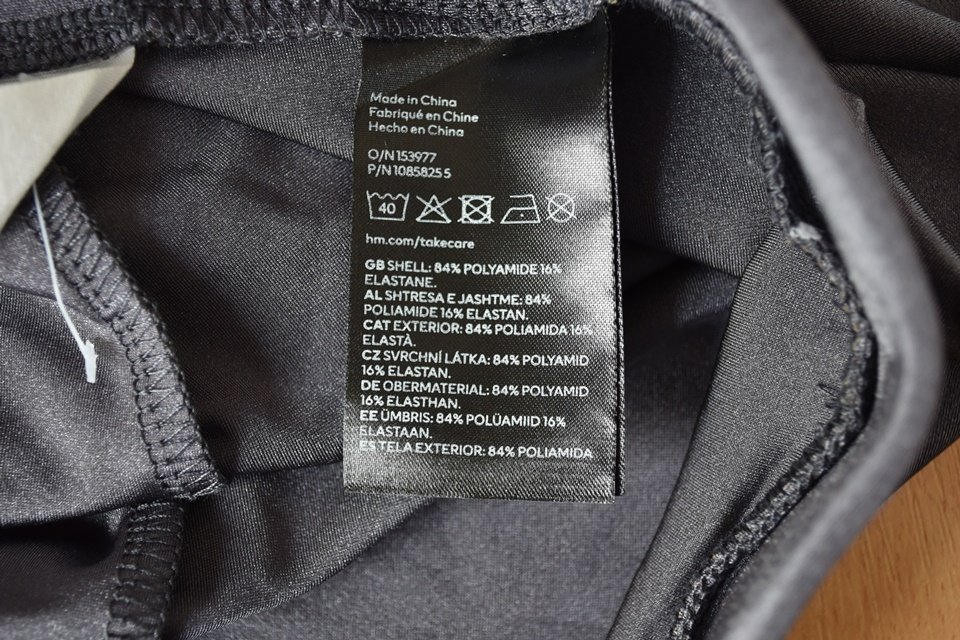 Made in China
Fabriqué en Chine
Hecho en China
O/N 153977
P/N 1085825 5
40
hm.com/takecare
GB SHELL: 84% POLYAMIDE 16%
ELASTANE.
AL SHTRESA E JASHTME: 84%
POLIAMIDE 16% ELASTAN.
CAT EXTERIOR: 84% POLIAMIDA 16%
ELASTÀ.
CZ SVRCHNÍ LÁTKA: 84% POLYAMID
16% ELASTAN.
DE OBERMATERIAL: 84% POLYAMID
16% ELASTHAN.
EE ÜMBRIS: 84% POLÜAMIID 16%
ELASTAAN.
ES TELA EXTERIOR: 84% POLIAMIDA